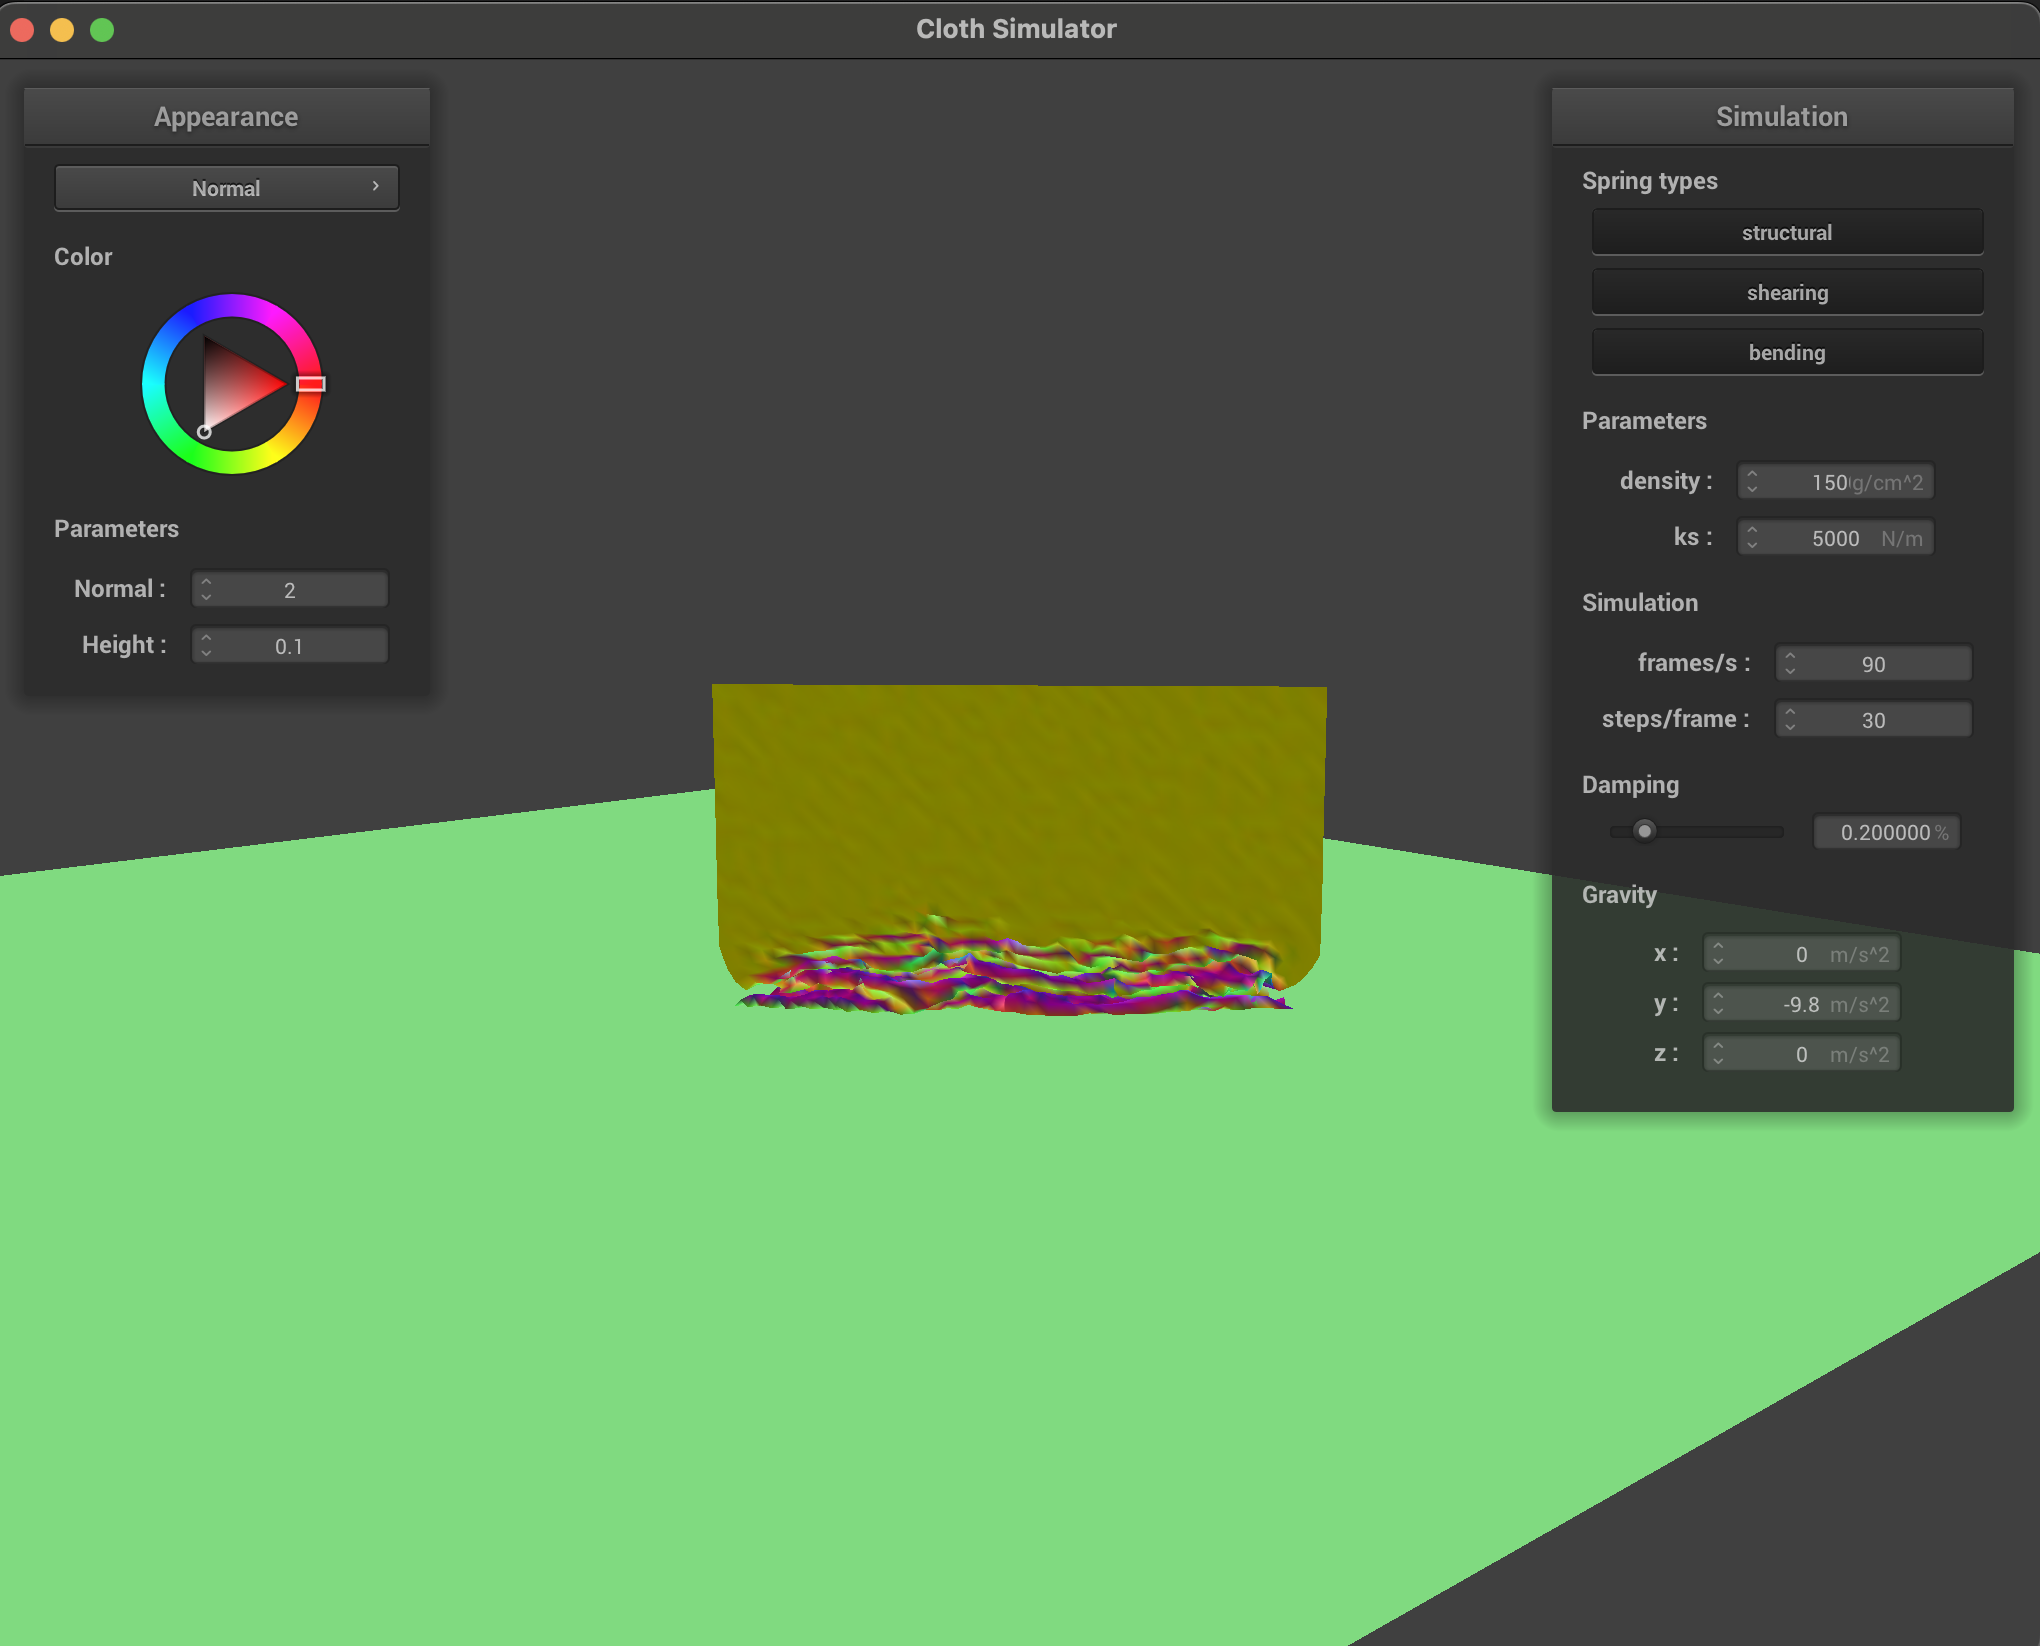 Cloth Simulator
Appearance
Normal
Color
Parameters
Normal : 2
Height : 0.1
Simulation
Spring types
structural
shearing
bending
Parameters
density : 150 g/cm^2
ks : 5000 N/m
Simulation
frames/s : 90
steps/frame : 30
Damping
0.200000 %
Gravity
x : 0 m/s^2
y : -9.8 m/s^2
z : 0 m/s^2